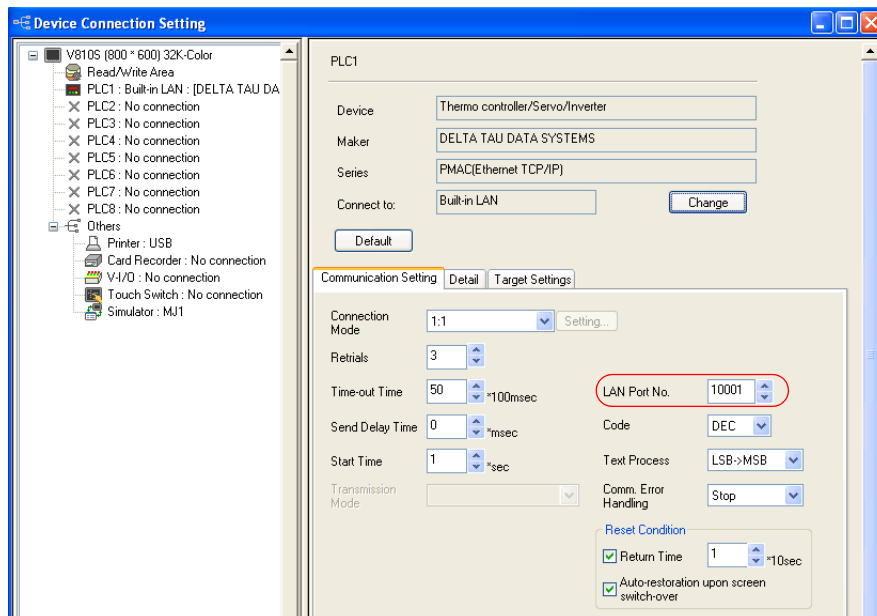 Device Connection Setting
V810S (800 * 600) 32K-Color
Read/Write Area
PLC1 : Built-in LAN : [DELTA TAU DA
PLC2 : No connection
PLC3 : No connection
PLC4 : No connection
PLC5 : No connection
PLC6 : No connection
PLC7 : No connection
PLC8 : No connection
Others
Printer : USB
Card Recorder : No connection
V-I/O : No connection
Touch Switch : No connection
Simulator : MJ1
PLC1
Device Thermo controller/Servo/Inverter
Maker DELTA TAU DATA SYSTEMS
Series PMAC(Ethernet TCP/IP)
Connect to: Built-in LAN Change
Default
Communication Setting Detail Target Settings
Connection
Mode 1:1 Setting...
Retrials 3
Time-out Time 50 *100msec LAN Port No. 10001
Send Delay Time 0 *msec Code DEC
Start Time 1 *sec Text Process LSB->MSB
Transmission
Mode
Comm. Error
Handling Stop
Reset Condition
Return Time 1 *10sec
Auto-restoration upon screen
switch-over